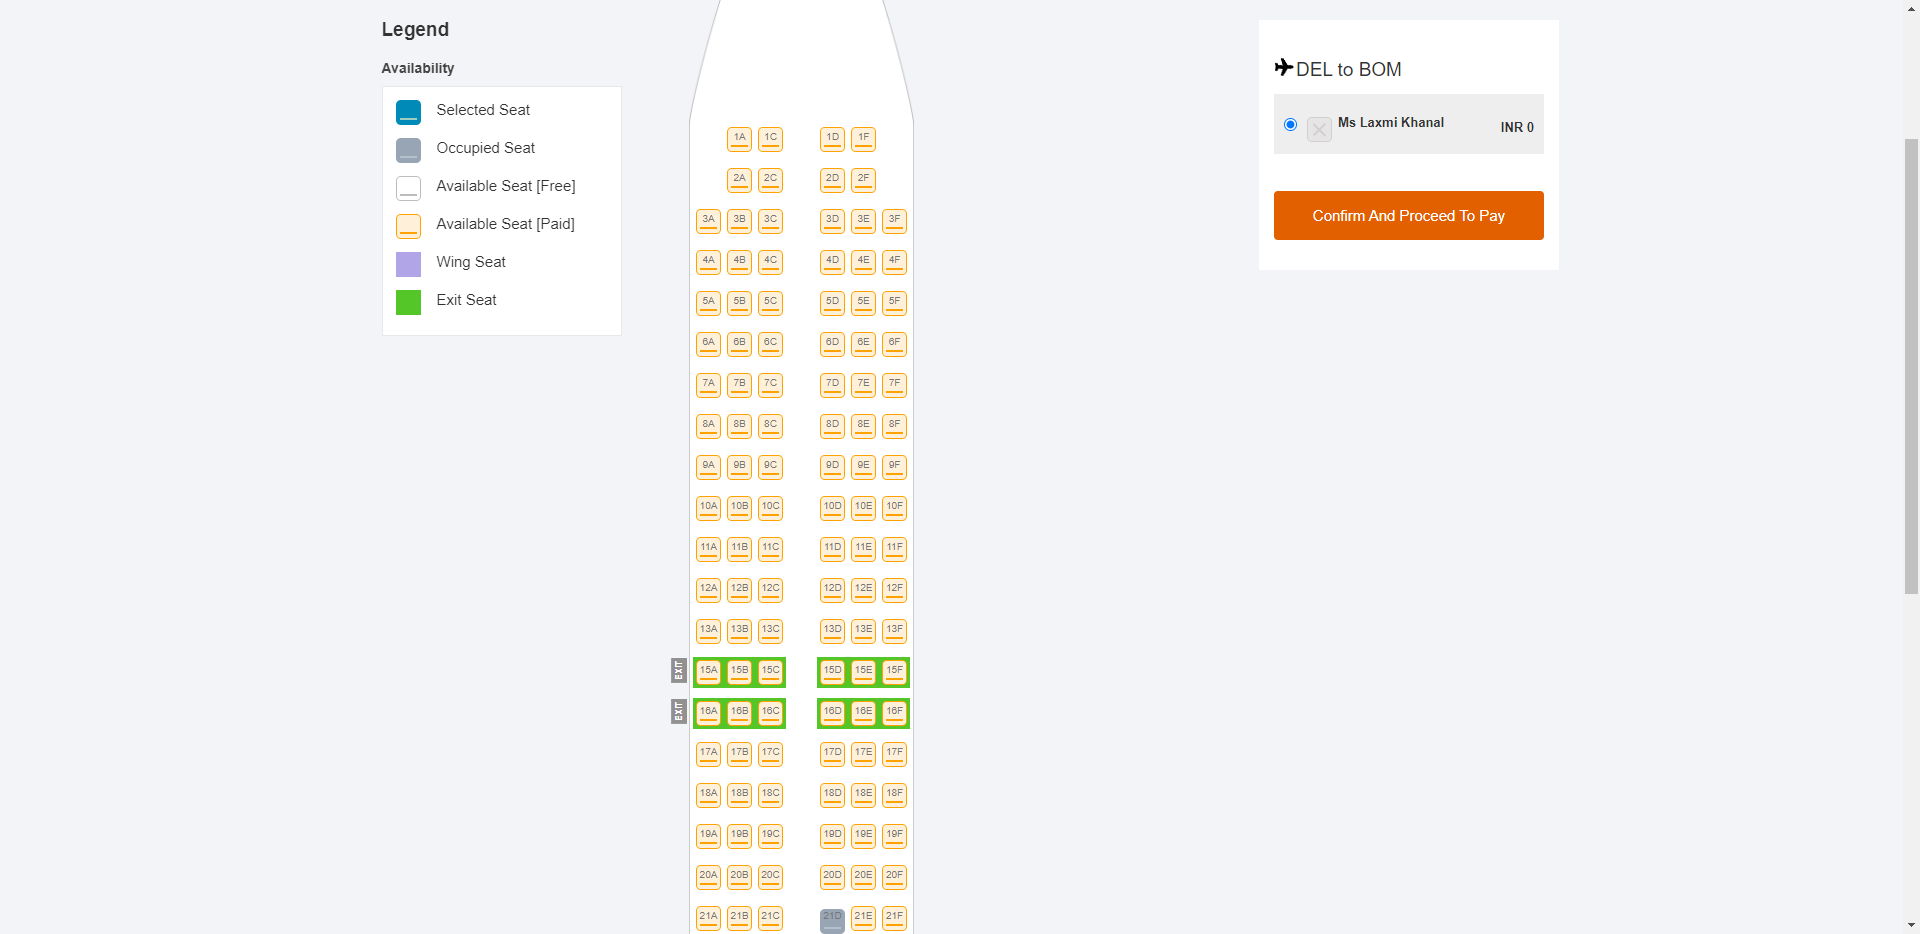 Legend
Availability
Selected Seat
Occupied Seat
Available Seat [Free]
Available Seat [Paid]
Wing Seat
Exit Seat
1A 1C 1D 1F
2A 2C 2D 2F
3A 3B 3C 3D 3E 3F
4A 4B 4C 4D 4E 4F
5A 5B 5C 5D 5E 5F
6A 6B 6C 6D 6E 6F
7A 7B 7C 7D 7E 7F
8A 8B 8C 8D 8E 8F
9A 9B 9C 9D 9E 9F
10A 10B 10C 10D 10E 10F
11A 11B 11C 11D 11E 11F
12A 12B 12C 12D 12E 12F
13A 13B 13C 13D 13E 13F
EXIT 15A 15B 15C 15D 15E 15F
EXIT 16A 16B 16C 16D 16E 16F
17A 17B 17C 17D 17E 17F
18A 18B 18C 18D 18E 18F
19A 19B 19C 19D 19E 19F
20A 20B 20C 20D 20E 20F
21A 21B 21C 21D 21E 21F
DEL to BOM
Ms Laxmi Khanal INR 0
Confirm And Proceed To Pay